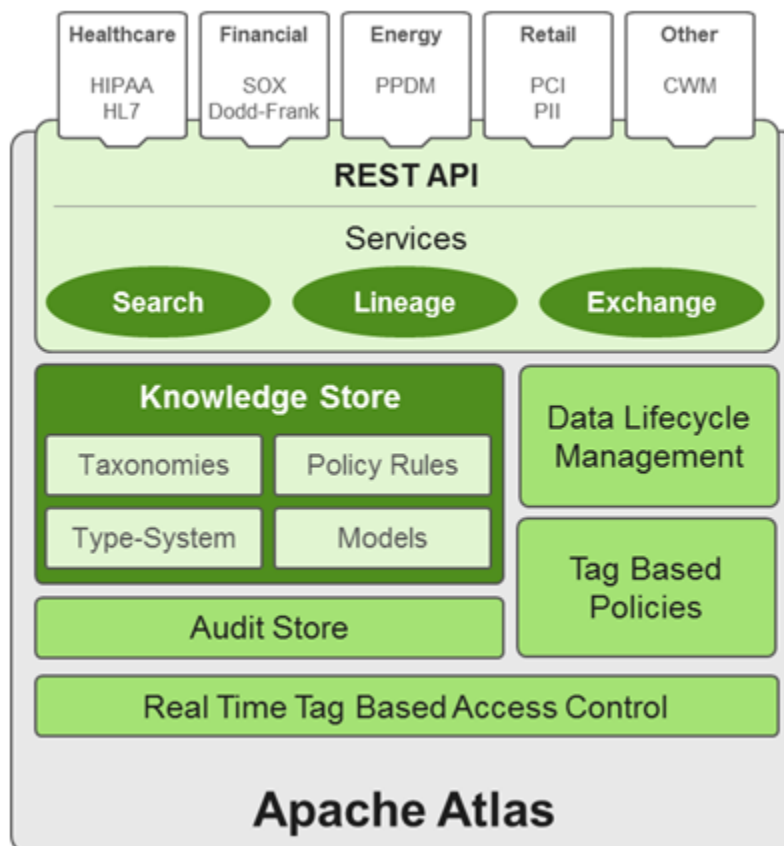 Healthcare
HIPAA
HL7
Financial
SOX
Dodd-Frank
Energy
PPDM
Retail
PCI
PII
Other
CWM
REST API
Services
Search
Lineage
Exchange
Knowledge Store
Taxonomies
Policy Rules
Type-System
Models
Data Lifecycle
Management
Tag Based
Policies
Audit Store
Real Time Tag Based Access Control
Apache Atlas